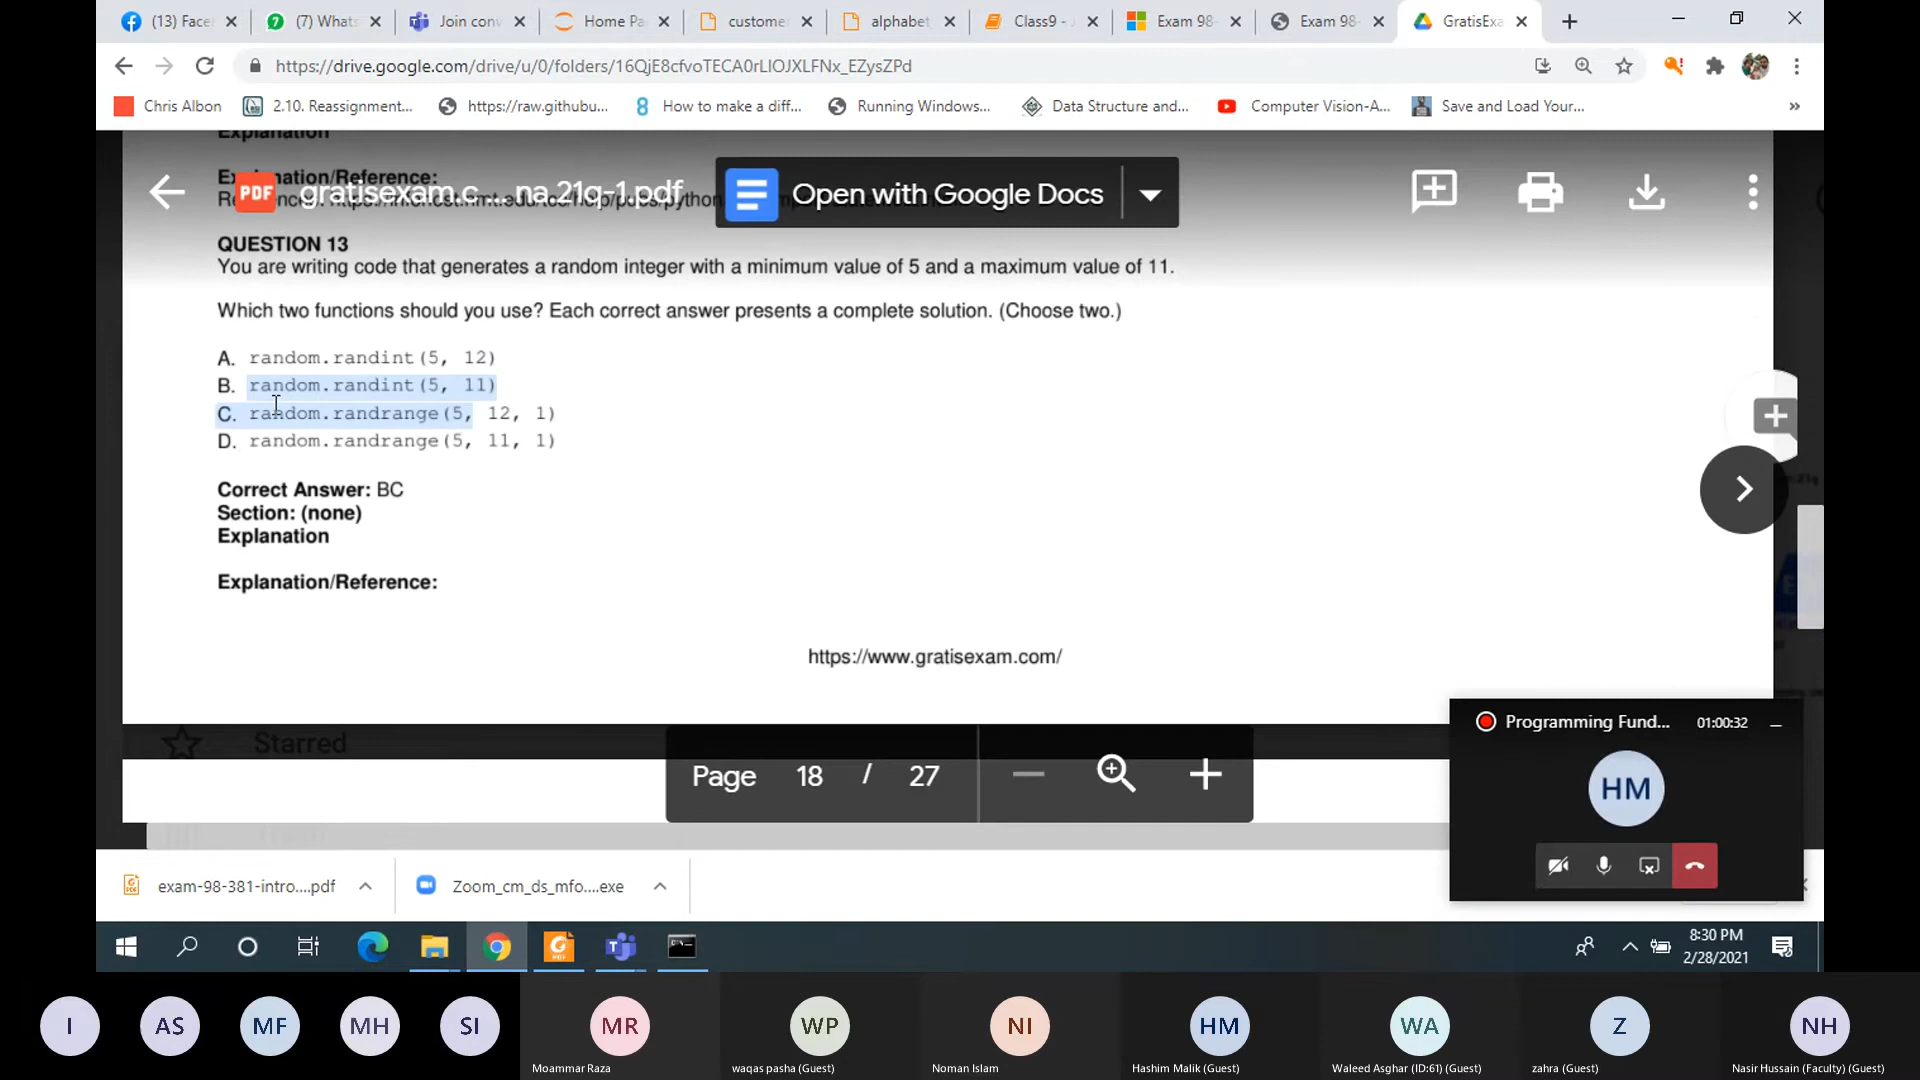 (13) Face
(7) Whats
Join con
Home Pa
custome
alphabet
Class9 - J
Exam 98-
Exam 98-
GratisExa
https://drive.google.com/drive/u/0/folders/16QjE8cfvoTECA0rLIOJXLFNx_EZysZPd
Chris Albon
2.10. Reassignment...
https://raw.githubu...
How to make a diff...
Running Windows...
Data Structure and...
Computer Vision-A...
Save and Load Your...
»
Explanation
Explanation/Reference:
PDF
gratisexam.c... .na.21q-1.pdf
Open with Google Docs
QUESTION 13
You are writing code that generates a random integer with a minimum value of 5 and a maximum value of 11.
Which two functions should you use? Each correct answer presents a complete solution. (Choose two.)
A. random.randint(5, 12)
B. random.randint(5, 11)
C. random.randrange(5, 12, 1)
D. random.randrange(5, 11, 1)
Correct Answer: BC
Section: (none)
Explanation
Explanation/Reference:
https://www.gratisexam.com/
Starred
Page 18 / 27
Programming Fund... 01:00:32
HM
exam-98-381-intro....pdf
Zoom_cm_ds_mfo....exe
8:30 PM
2/28/2021
I
AS
MF
MH
SI
MR
WP
NI
HM
WA
Z
NH
Moammar Raza
waqas pasha (Guest)
Noman Islam
Hashim Malik (Guest)
Waleed Asghar (ID:61) (Guest)
zahra (Guest)
Nasir Hussain (Faculty) (Guest)